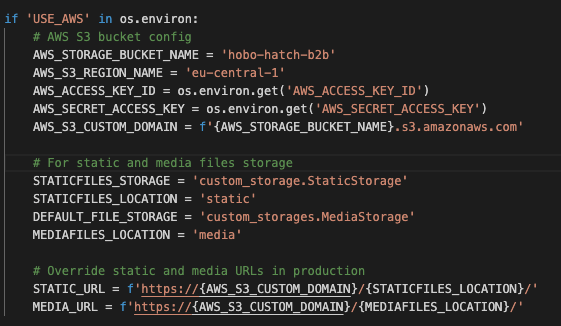 if 'USE_AWS' in os.environ:
# AWS S3 bucket config
AWS_STORAGE_BUCKET_NAME = 'hobo-hatch-b2b'
AWS_S3_REGION_NAME = 'eu-central-1'
AWS_ACCESS_KEY_ID = os.environ.get('AWS_ACCESS_KEY_ID')
AWS_SECRET_ACCESS_KEY = os.environ.get('AWS_SECRET_ACCESS_KEY')
AWS_S3_CUSTOM_DOMAIN = f'{AWS_STORAGE_BUCKET_NAME}.s3.amazonaws.com'
# For static and media files storage
STATICFILES_STORAGE = 'custom_storage.StaticStorage'
STATICFILES_LOCATION = 'static'
DEFAULT_FILE_STORAGE = 'custom_storages.MediaStorage'
MEDIAFILES_LOCATION = 'media'
# Override static and media URLs in production
STATIC_URL = f'https://{AWS_S3_CUSTOM_DOMAIN}/{STATICFILES_LOCATION}/'
MEDIA_URL = f'https://{AWS_S3_CUSTOM_DOMAIN}/{MEDIAFILES_LOCATION}/'